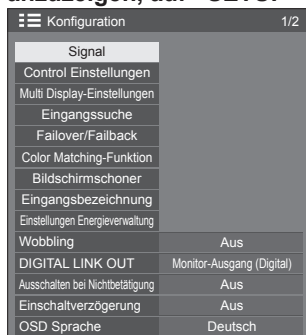 Konfiguration 1/2
Signal
Control Einstellungen
Multi Display-Einstellungen
Eingangssuche
Failover/Failback
Color Matching-Funktion
Bildschirmschoner
Eingangsbezeichnung
Einstellungen Energieverwaltung
Wobbling Aus
DIGITAL LINK OUT Monitor-Ausgang (Digital)
Ausschalten bei Nichtbetätigung Aus
Einschaltverzögerung Aus
OSD Sprache Deutsch